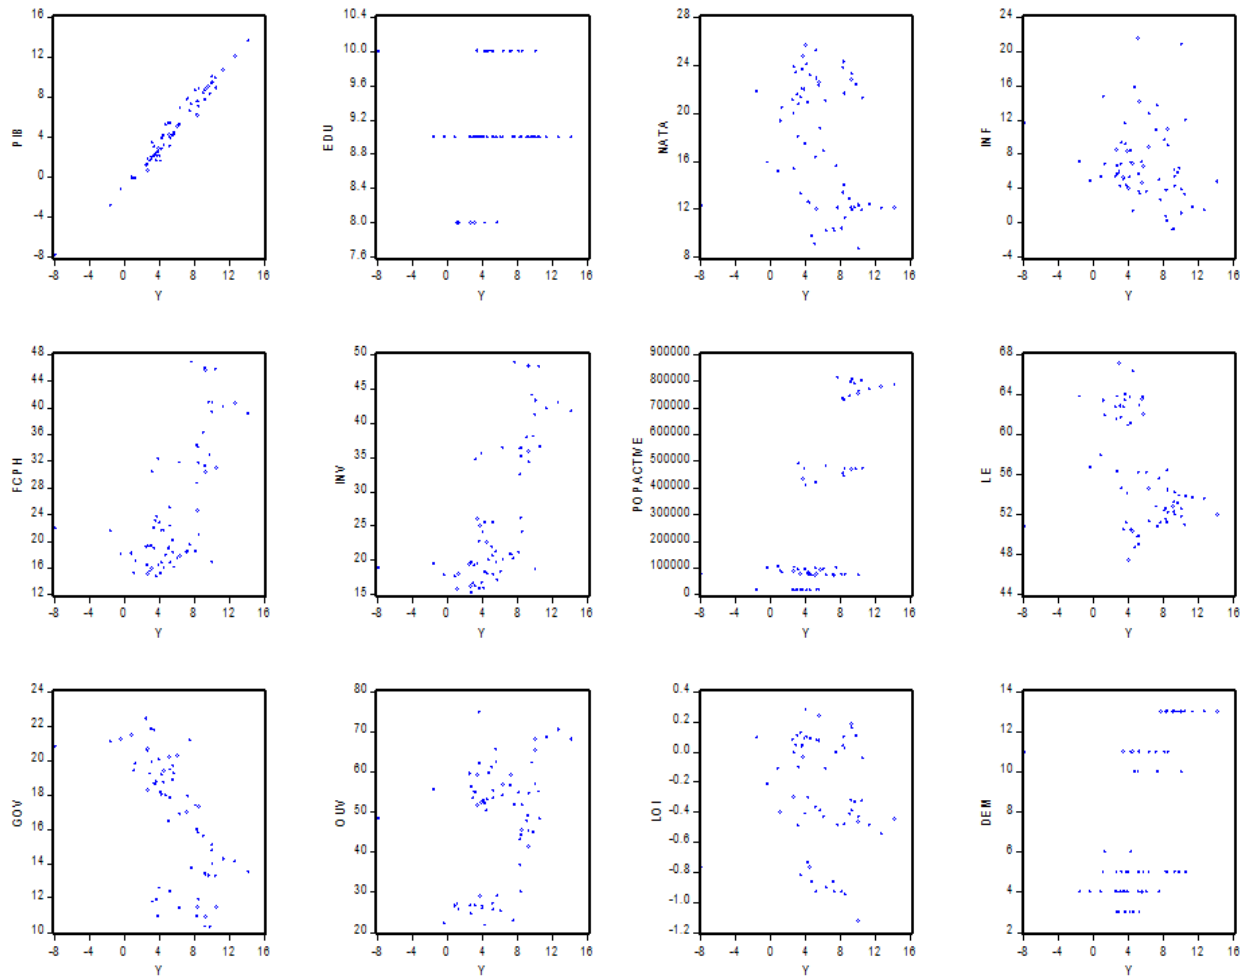 16
12
8
4
0
-4
-8
PIB
-8 -4 0 4 8 12 16
Y
10.4
10.0
9.6
9.2
8.8
8.4
8.0
7.6
EDU
-8 -4 0 4 8 12 16
Y
28
24
20
16
12
8
NATA
-8 -4 0 4 8 12 16
Y
24
20
16
12
8
4
0
-4
INF
-8 -4 0 4 8 12 16
Y
48
44
40
36
32
28
24
20
16
12
FCPH
-8 -4 0 4 8 12 16
Y
50
45
40
35
30
25
20
15
INV
-8 -4 0 4 8 12 16
Y
900000
800000
700000
600000
500000
400000
300000
200000
100000
0
POPACTIVE
-8 -4 0 4 8 12 16
Y
68
64
60
56
52
48
44
LE
-8 -4 0 4 8 12 16
Y
24
22
20
18
16
14
12
10
GOV
-8 -4 0 4 8 12 16
Y
80
70
60
50
40
30
20
OUV
-8 -4 0 4 8 12 16
Y
0.4
0.2
0.0
-0.2
-0.4
-0.6
-0.8
-1.0
-1.2
LOI
-8 -4 0 4 8 12 16
Y
14
12
10
8
6
4
2
DEM
-8 -4 0 4 8 12 16
Y